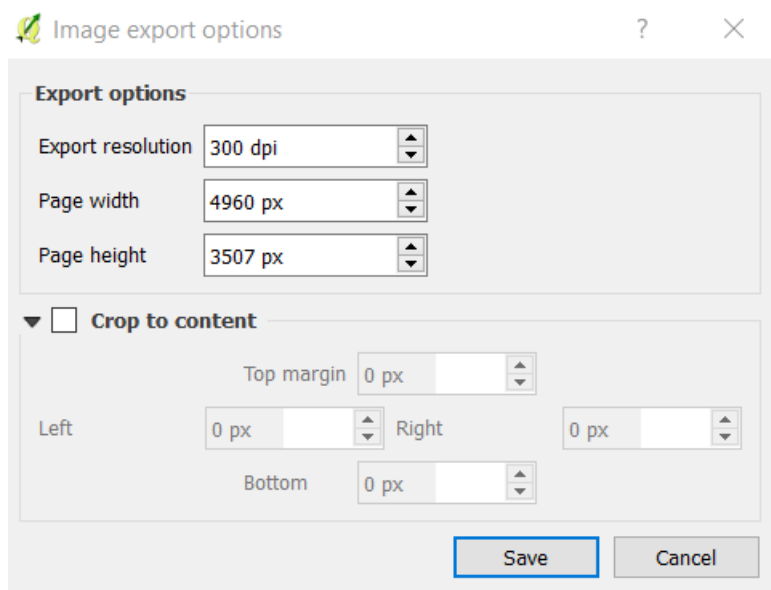 Image export options
Export options
Export resolution 300 dpi
Page width 4960 px
Page height 3507 px
Crop to content
Top margin 0 px
Left 0 px Right 0 px
Bottom 0 px
Save Cancel